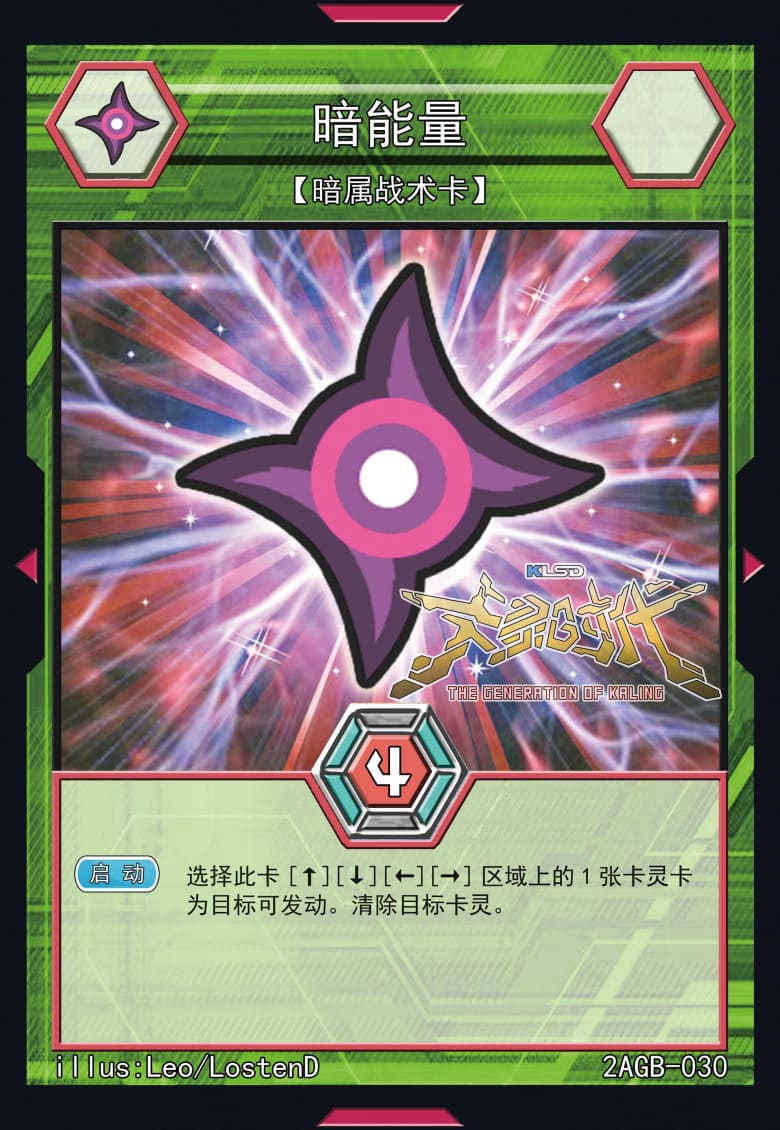 暗能量
【暗属战术卡】
KLSD
THE GENERATION OF KALING
4
启动 选择此卡[↑][↓][←][→]区域上的1张卡灵卡
为目标可发动。清除目标卡灵。
illus:Leo/LostenD
2AGB-030